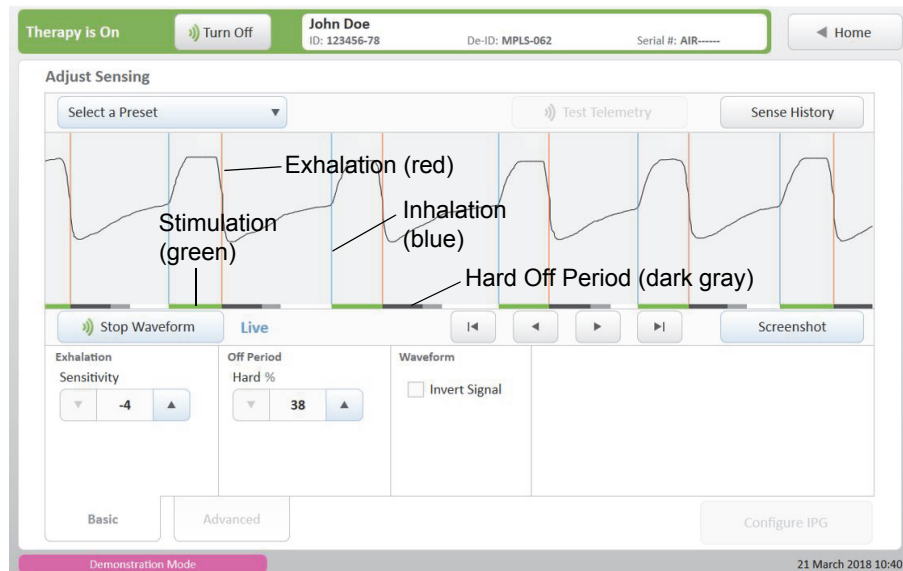 Therapy is On
Turn Off
John Doe
ID: 123456-78 De-ID: MPLS-062 Serial #: AIR------
Home
Adjust Sensing
Select a Preset
Test Telemetry
Sense History
Exhalation (red)
Stimulation
(green)
Inhalation
(blue)
Hard Off Period (dark gray)
Stop Waveform
Live
Screenshot
Exhalation
Sensitivity
-4
Off Period
Hard %
38
Waveform
Invert Signal
Basic
Advanced
Configure IPG
Demonstration Mode
21 March 2018 10:40